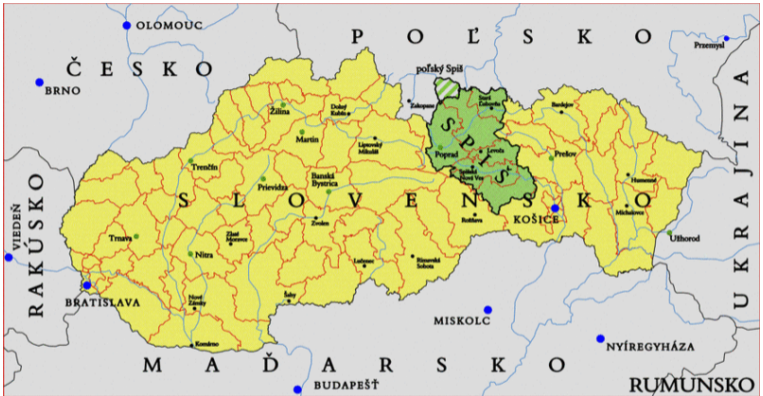 OLOMOUC
POĽSKO
Przemysl
ČESKO
poľský Spiš
BRNO
Zakopane
Stará Ľubovňa
Bardejov
Žilina
Dolný Kubín
SPIŠ
Martin
Liptovský Mikuláš
Levoča
Poprad
Prešov
Trenčín
Spišská Nová Ves
Humenné
Prievidza
Banská Bystrica
SLOVENSKO
Michalovce
KOŠICE
Rožňava
Zvolen
UKRAJINA
RAKÚSKO
VIEDEŇ
Trnava
Zlaté Moravce
Užhorod
Nitra
Rimavská Sobota
Lučenec
BRATISLAVA
Nové Zámky
Šahy
MISKOLC
Komárno
NYÍREGYHÁZA
MAĎARSKO
BUDAPEŠŤ
RUMUNSKO